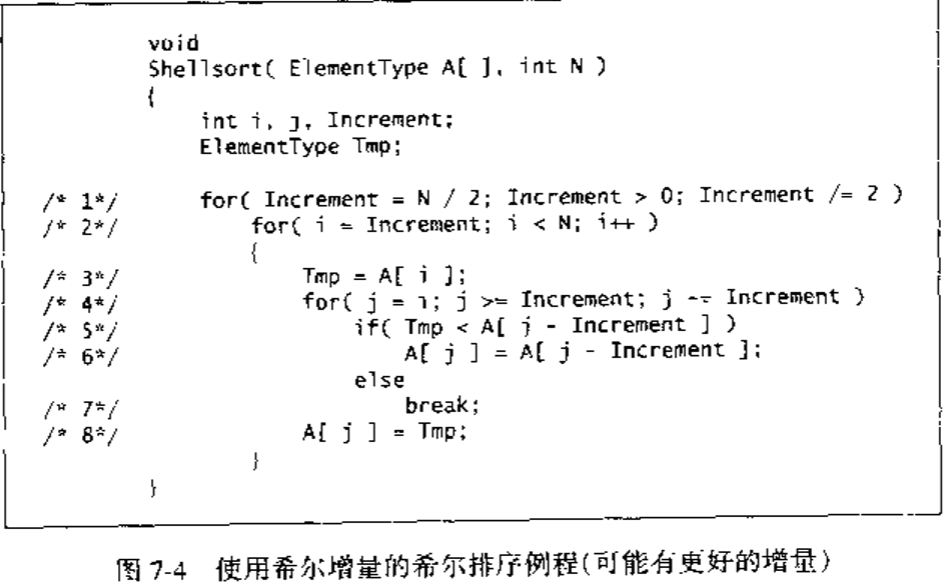 void
Shellsort( ElementType A[ ], int N )
{
int i, j, Increment;
ElementType Tmp;
/* 1*/ for( Increment = N / 2; Increment > 0; Increment /= 2 )
/* 2*/ for( i = Increment; i < N; i++ )
{
/* 3*/ Tmp = A[ i ];
/* 4*/ for( j = i; j >= Increment; j -= Increment )
/* 5*/ if( Tmp < A[ j - Increment ] )
/* 6*/ A[ j ] = A[ j - Increment ];
else
/* 7*/ break;
/* 8*/ A[ j ] = Tmp;
}
}
图 7-4 使用希尔增量的希尔排序例程(可能有更好的增量)